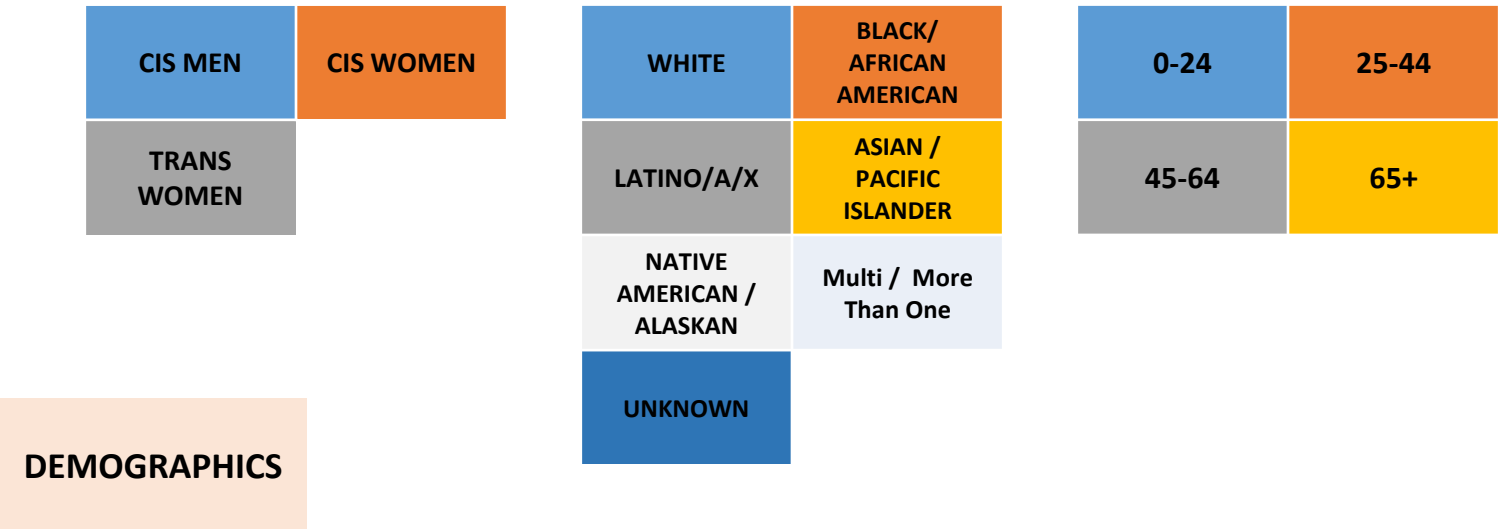 CIS MEN
CIS WOMEN
TRANS
WOMEN
WHITE
BLACK/
AFRICAN
AMERICAN
LATINO/A/X
ASIAN /
PACIFIC
ISLANDER
NATIVE
AMERICAN /
ALASKAN
Multi / More
Than One
UNKNOWN
0-24
25-44
45-64
65+
DEMOGRAPHICS